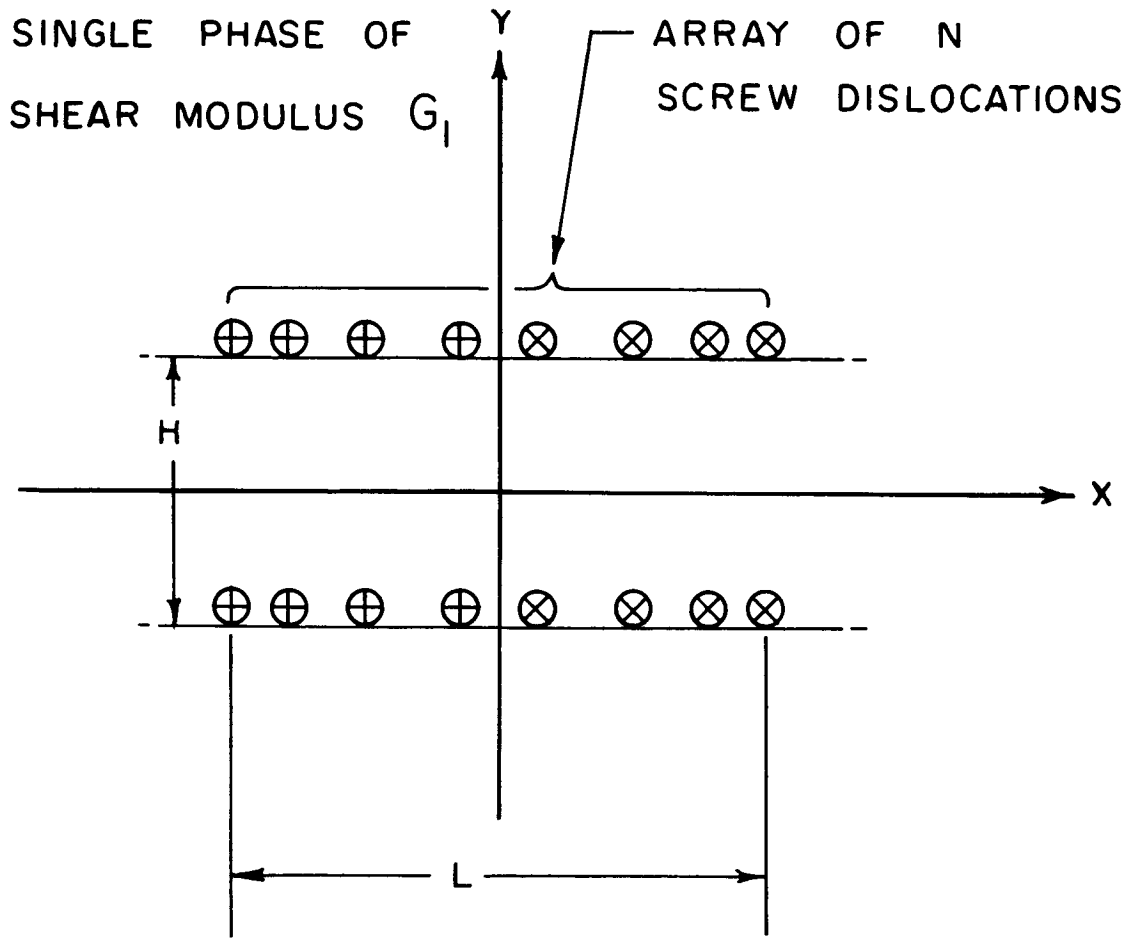 SINGLE PHASE OF
SHEAR MODULUS G1
Y
ARRAY OF N
SCREW DISLOCATIONS
H
X
L